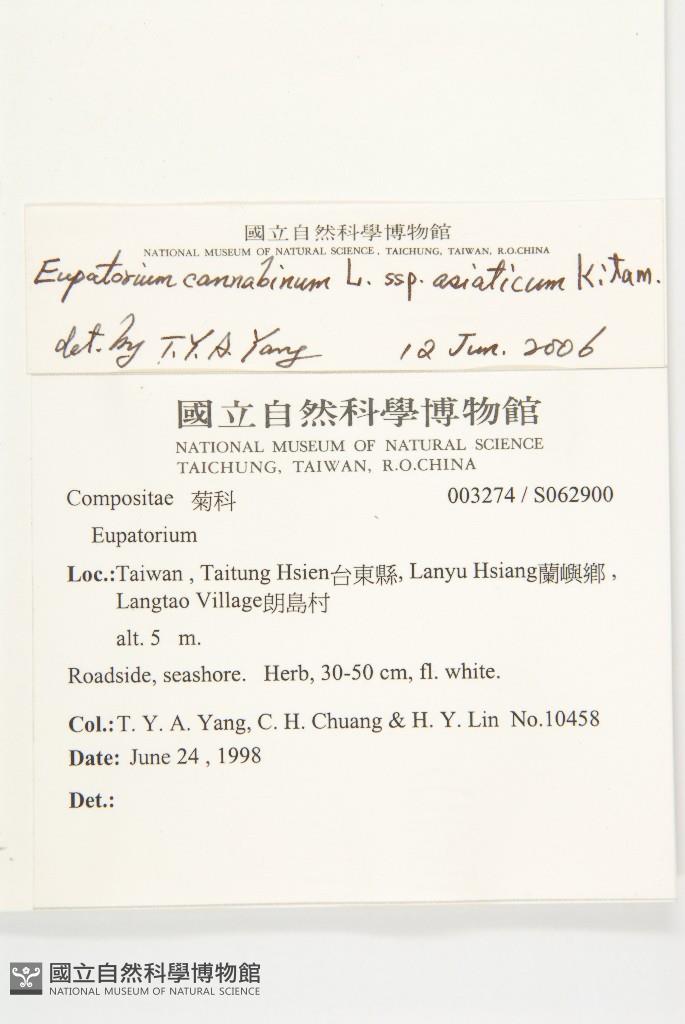 國立自然科學博物館
NATIONAL MUSEUM OF NATURAL SCIENCE, TAICHUNG, TAIWAN, R.O.CHINA
Eupatorium cannabinum L. ssp. asiaticum Kitam.
det. by T.Y.A. Yang 12 Jun. 2006
國立自然科學博物館
NATIONAL MUSEUM OF NATURAL SCIENCE
TAICHUNG, TAIWAN, R.O.CHINA
Compositae 菊科 003274 / S062900
Eupatorium
Loc.:Taiwan , Taitung Hsien台東縣, Lanyu Hsiang蘭嶼鄉 ,
Langtao Village朗島村
alt. 5 m.
Roadside, seashore. Herb, 30-50 cm, fl. white.
Col.:T. Y. A. Yang, C. H. Chuang & H. Y. Lin No.10458
Date: June 24 , 1998
Det.:
國立自然科學博物館
NATIONAL MUSEUM OF NATURAL SCIENCE